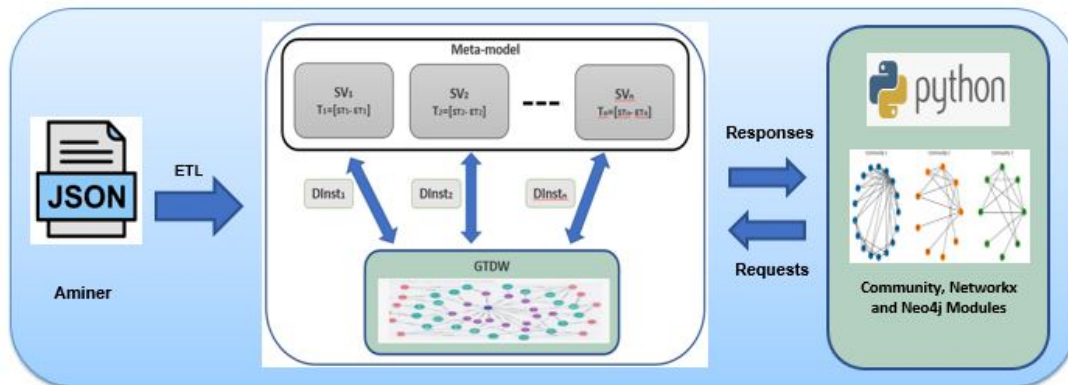 Meta-model
SV₁
T₁=[ST₁- ET₁]
SV₂
T₂=[ST₂- ET₂]
SVₙ
Tₙ=[STₙ- ETₙ]
JSON
Aminer
ETL
DInst₁
DInst₂
DInstₙ
GTDW
Responses
Requests
python
Community, Networkx
and Neo4j Modules